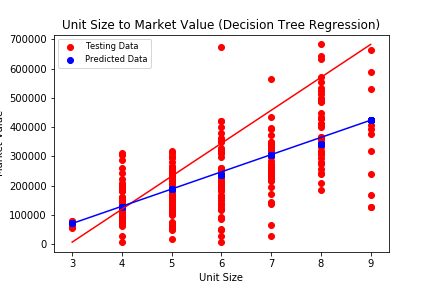 Unit Size to Market Value (Decision Tree Regression)
Testing Data
Predicted Data
700000
600000
500000
400000
300000
200000
100000
0
3 4 5 6 7 8 9
Unit Size
Value